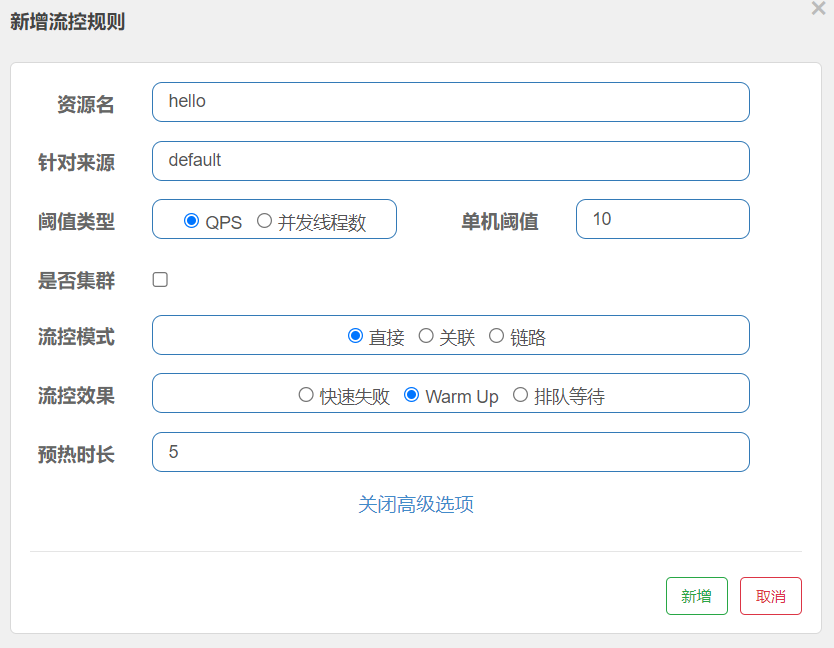 新增流控规则
×
资源名 hello
针对来源 default
阈值类型 QPS 并发线程数 单机阈值 10
是否集群
流控模式 直接 关联 链路
流控效果 快速失败 Warm Up 排队等待
预热时长 5
关闭高级选项
新增 取消